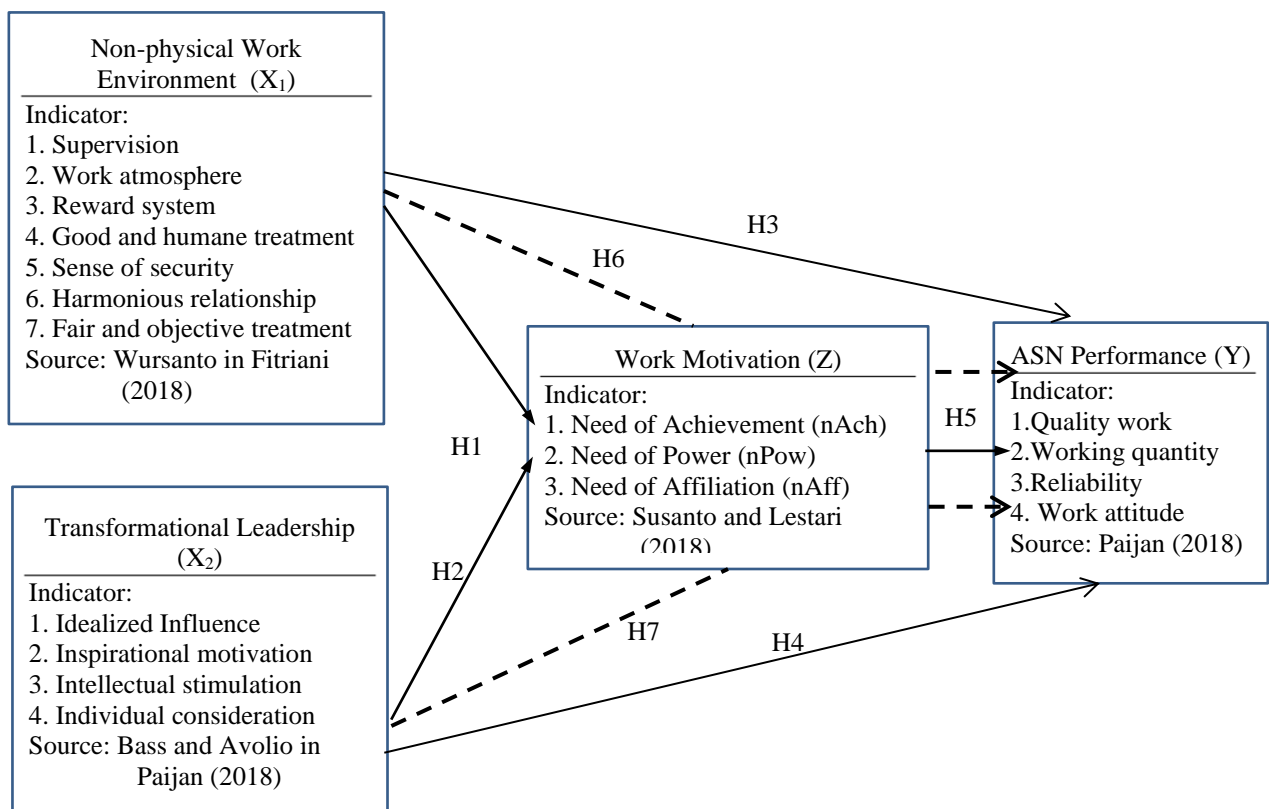 Non-physical Work
Environment (X₁)
Indicator:
1. Supervision
2. Work atmosphere
3. Reward system
4. Good and humane treatment
5. Sense of security
6. Harmonious relationship
7. Fair and objective treatment
Source: Wursanto in Fitriani
(2018)
Transformational Leadership
(X₂)
Indicator:
1. Idealized Influence
2. Inspirational motivation
3. Intellectual stimulation
4. Individual consideration
Source: Bass and Avolio in
Paijan (2018)
H1
H2
H3
H6
H7
H4
Work Motivation (Z)
Indicator:
1. Need of Achievement (nAch)
2. Need of Power (nPow)
3. Need of Affiliation (nAff)
Source: Susanto and Lestari
(2018)
H5
ASN Performance (Y)
Indicator:
1.Quality work
2.Working quantity
3.Reliability
4. Work attitude
Source: Paijan (2018)